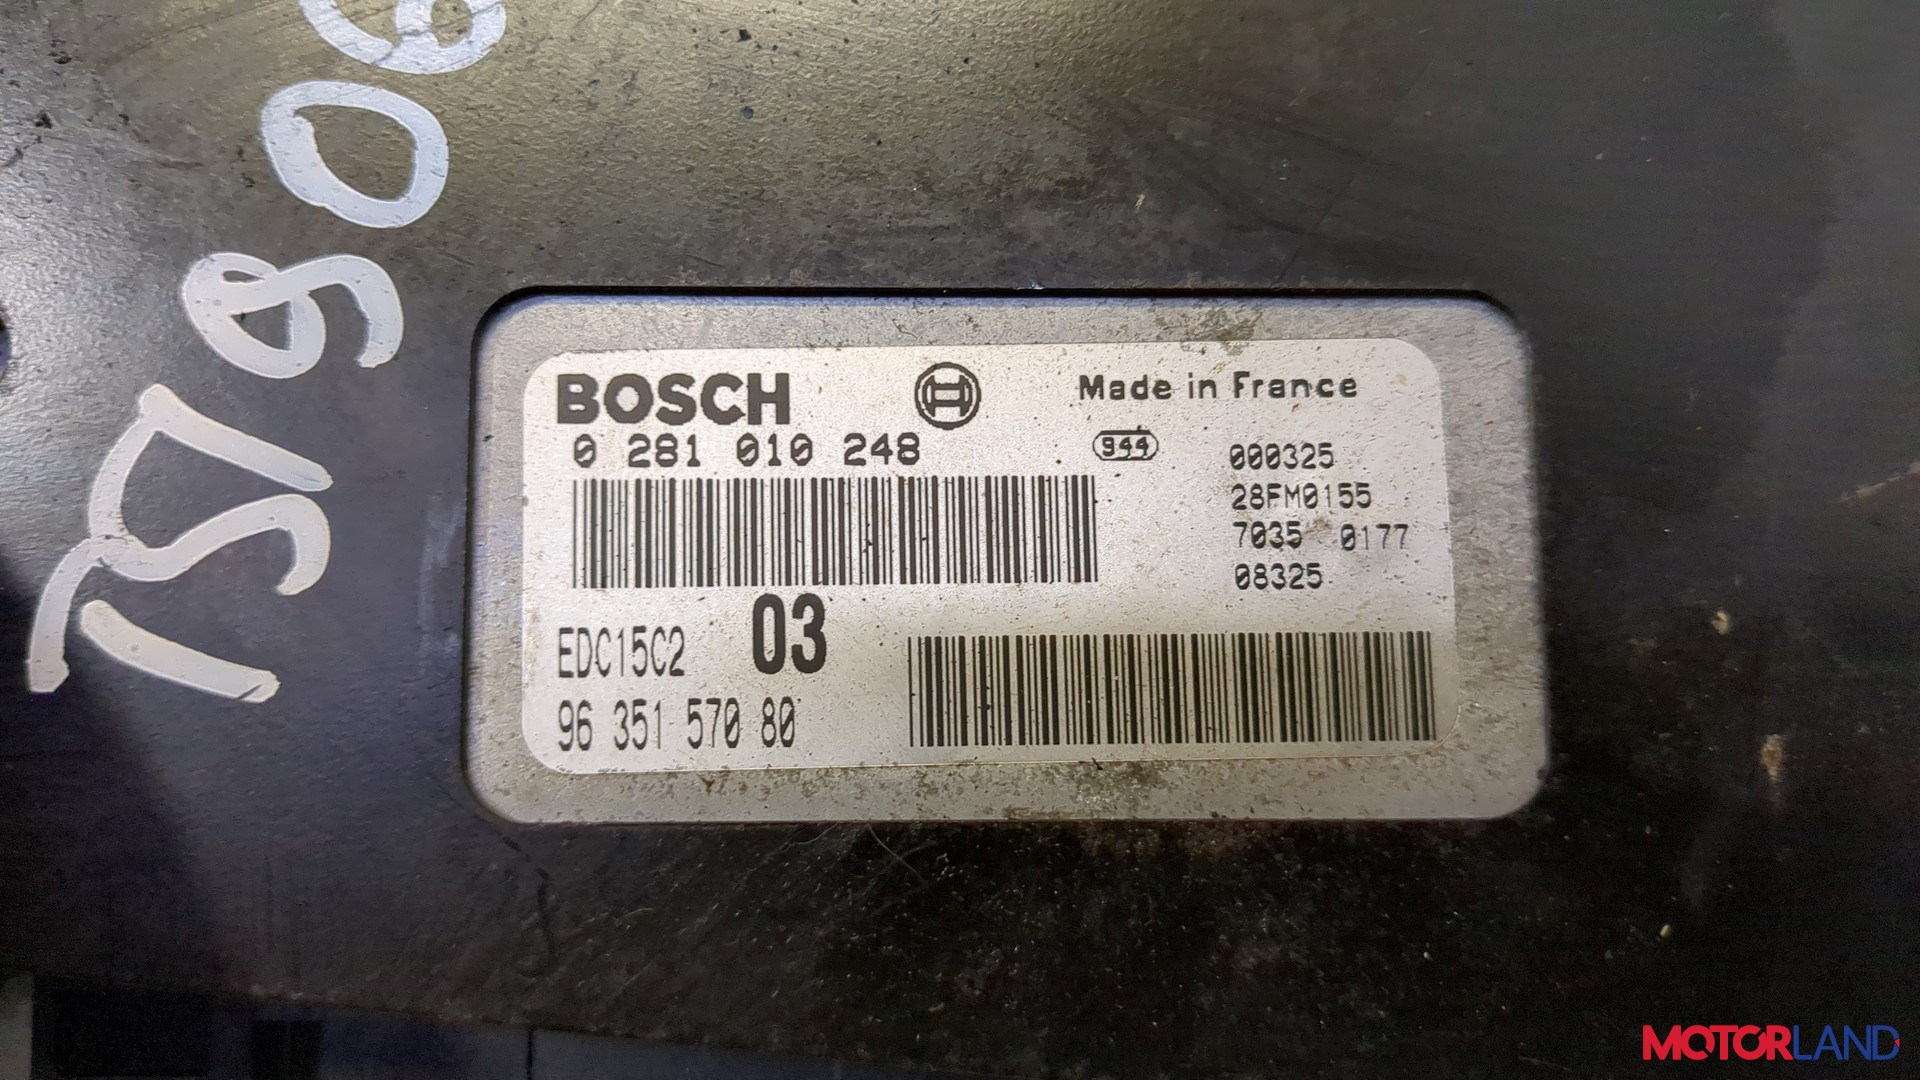 BOSCH
Made in France
0 281 010 248
944
000325
28FM0155
7035 0177
08325
EDC15C2 03
96 351 570 80
MOTORLAND